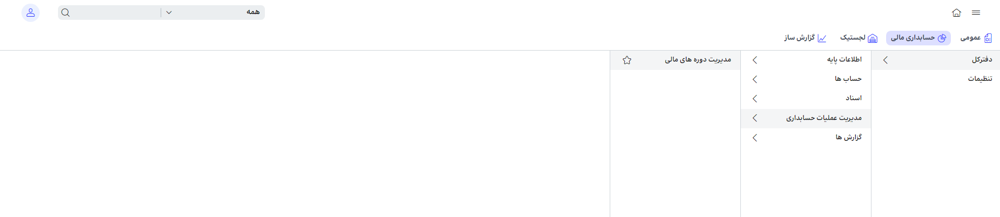 همه
عمومی
حسابداری مالی
لجستیک
گزارش ساز
دفترکل
تنظیمات
اطلاعات پایه
حساب ها
اسناد
مدیریت عملیات حسابداری
گزارش ها
مدیریت دوره های مالی